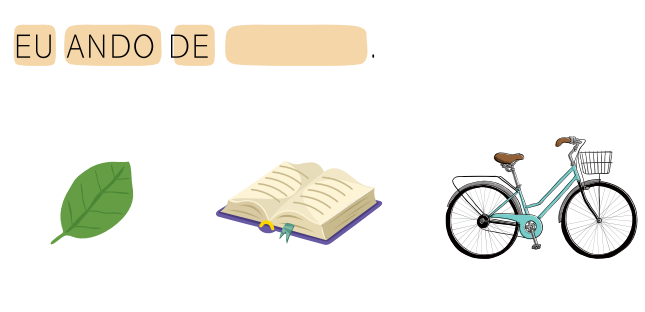 EU ANDO DE .